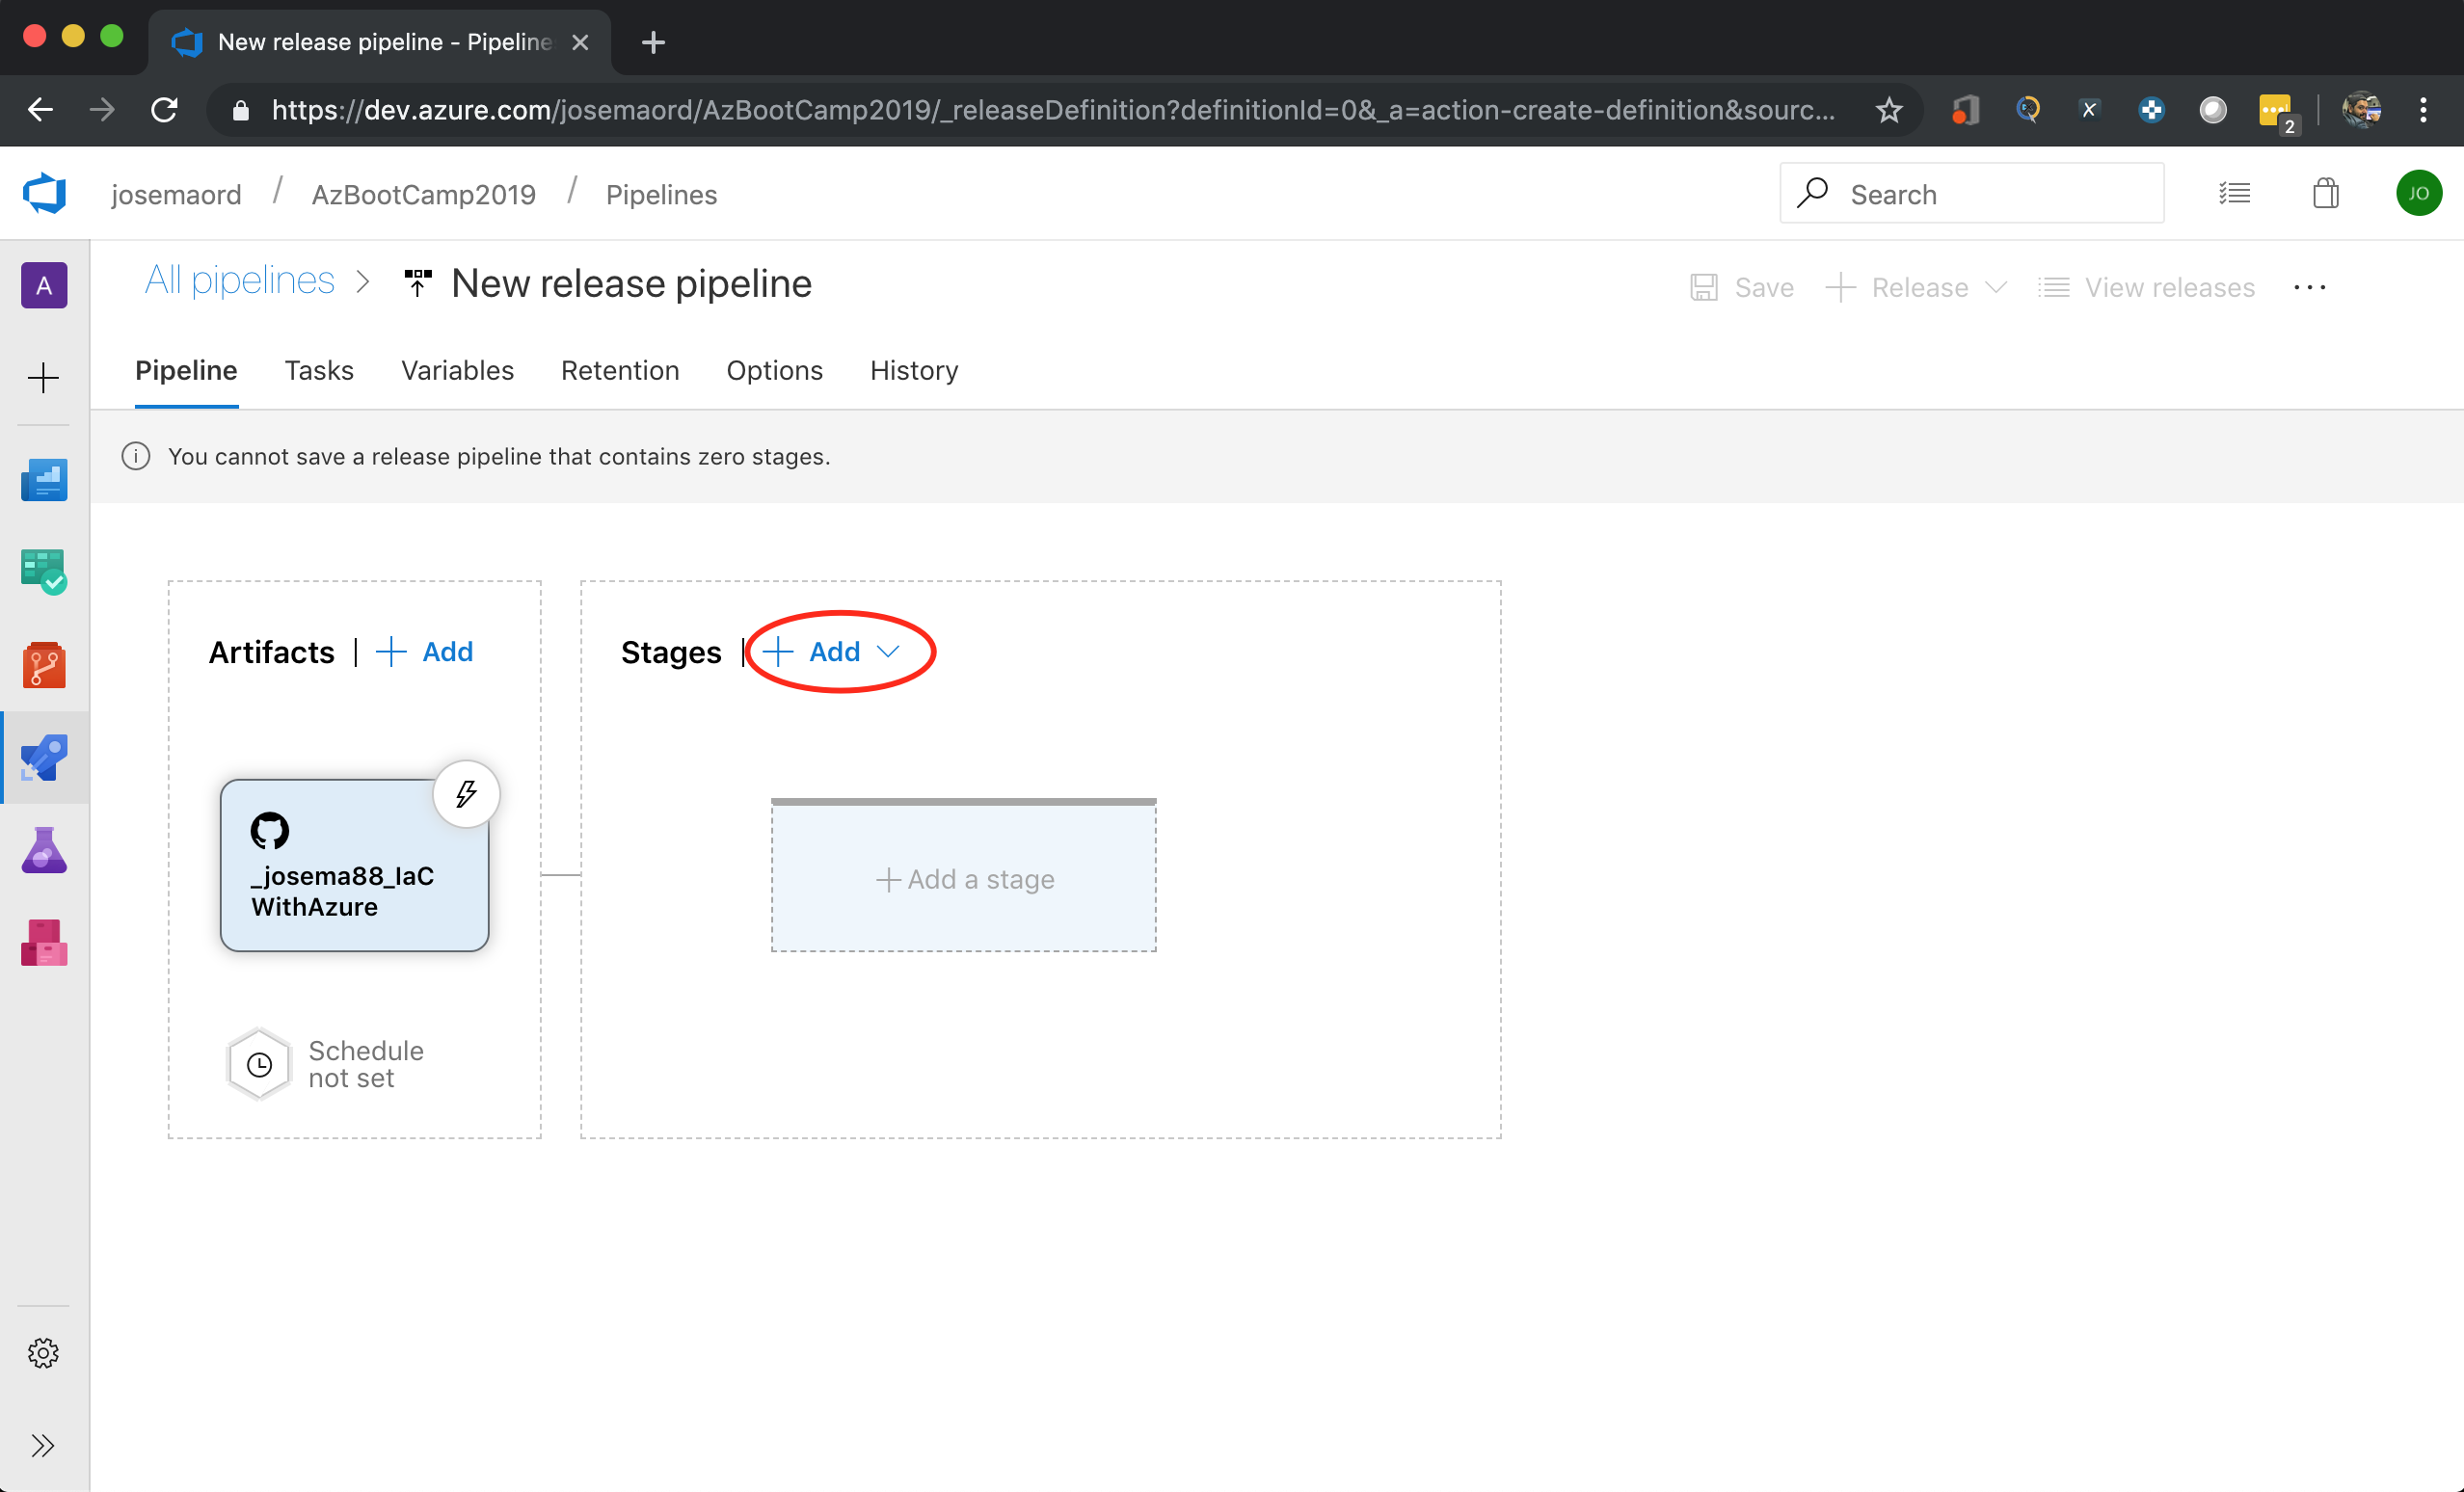 New release pipeline - Pipeline
https://dev.azure.com/josemaord/AzBootCamp2019/_releaseDefinition?definitionId=0&_a=action-create-definition&sourc...
2
josemaord / AzBootCamp2019 / Pipelines
Search
JO
A
All pipelines > New release pipeline
Save
Release
View releases
Pipeline Tasks Variables Retention Options History
You cannot save a release pipeline that contains zero stages.
Artifacts | + Add
Stages | + Add
_josema88_IaC
WithAzure
+ Add a stage
Schedule
not set